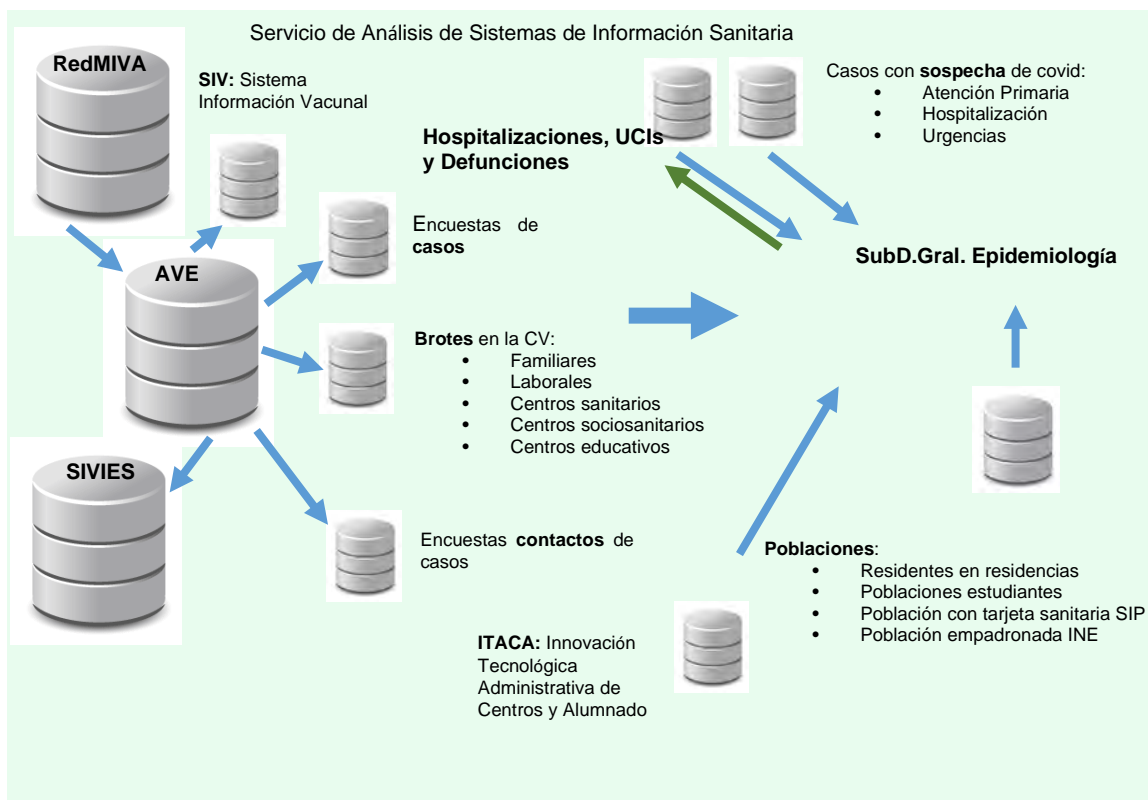 Servicio de Análisis de Sistemas de Información Sanitaria
RedMIVA
SIV: Sistema
Información Vacunal
Hospitalizaciones, UCIs
y Defunciones
Casos con sospecha de covid:
• Atención Primaria
• Hospitalización
• Urgencias
Encuestas de
casos
SubD.Gral. Epidemiología
AVE
Brotes en la CV:
• Familiares
• Laborales
• Centros sanitarios
• Centros sociosanitarios
• Centros educativos
SIVIES
Encuestas contactos de
casos
Poblaciones:
• Residentes en residencias
• Poblaciones estudiantes
• Población con tarjeta sanitaria SIP
• Población empadronada INE
ITACA: Innovación
Tecnológica
Administrativa de
Centros y Alumnado